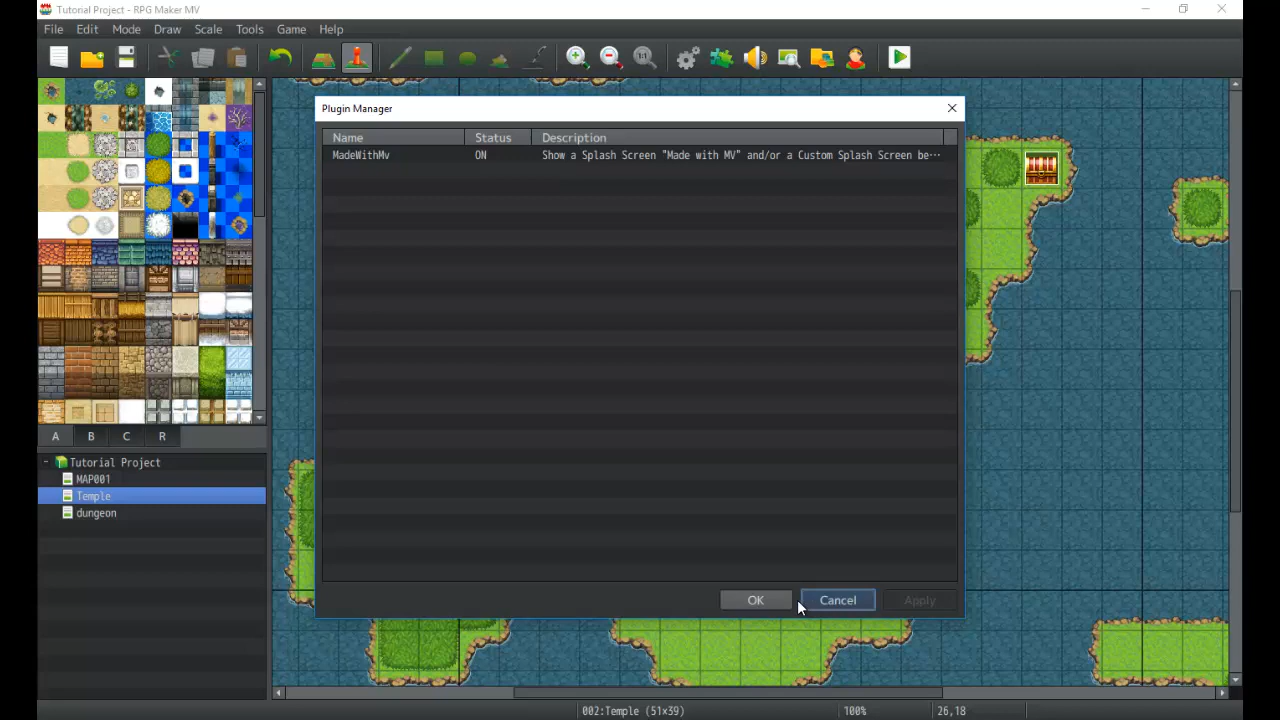 Tutorial Project - RPG Maker MV
File Edit Mode Draw Scale Tools Game Help
Plugin Manager
Name Status Description
MadeWithMv ON Show a Splash Screen "Made with MV" and/or a Custom Splash Screen be···
A B C R
Tutorial Project
MAP001
Temple
dungeon
OK Cancel Apply
002:Temple (51×39) 100% 26,18